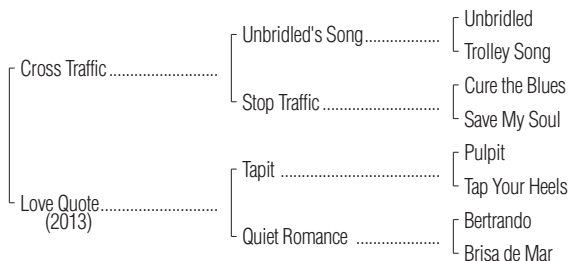 Unbridled
Unbridled's Song....................
Trolley Song
Cross Traffic.............................
Cure the Blues
Stop Traffic................................
Save My Soul
Pulpit
Tapit ..........................................
Tap Your Heels
Love Quote...............................
(2013)
Bertrando
Quiet Romance ......................
Brisa de Mar